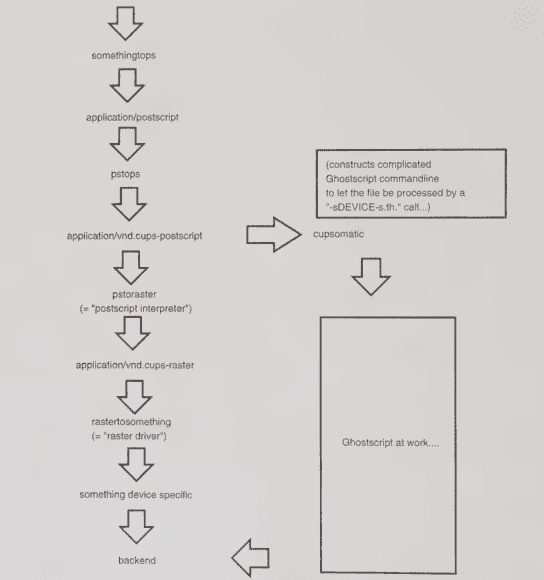 somethingtops
application/postscript
pstops
application/vnd.cups-postscript
(constructs complicated
Ghostscript commandline
to let the file be processed by a
"-sDEVICE-s.th." call...)
cupsomatic
pstoraster
(= "postscript interpreter")
application/vnd.cups-raster
rastertosomething
(= "raster driver")
something device specific
backend
Ghostscript at work....